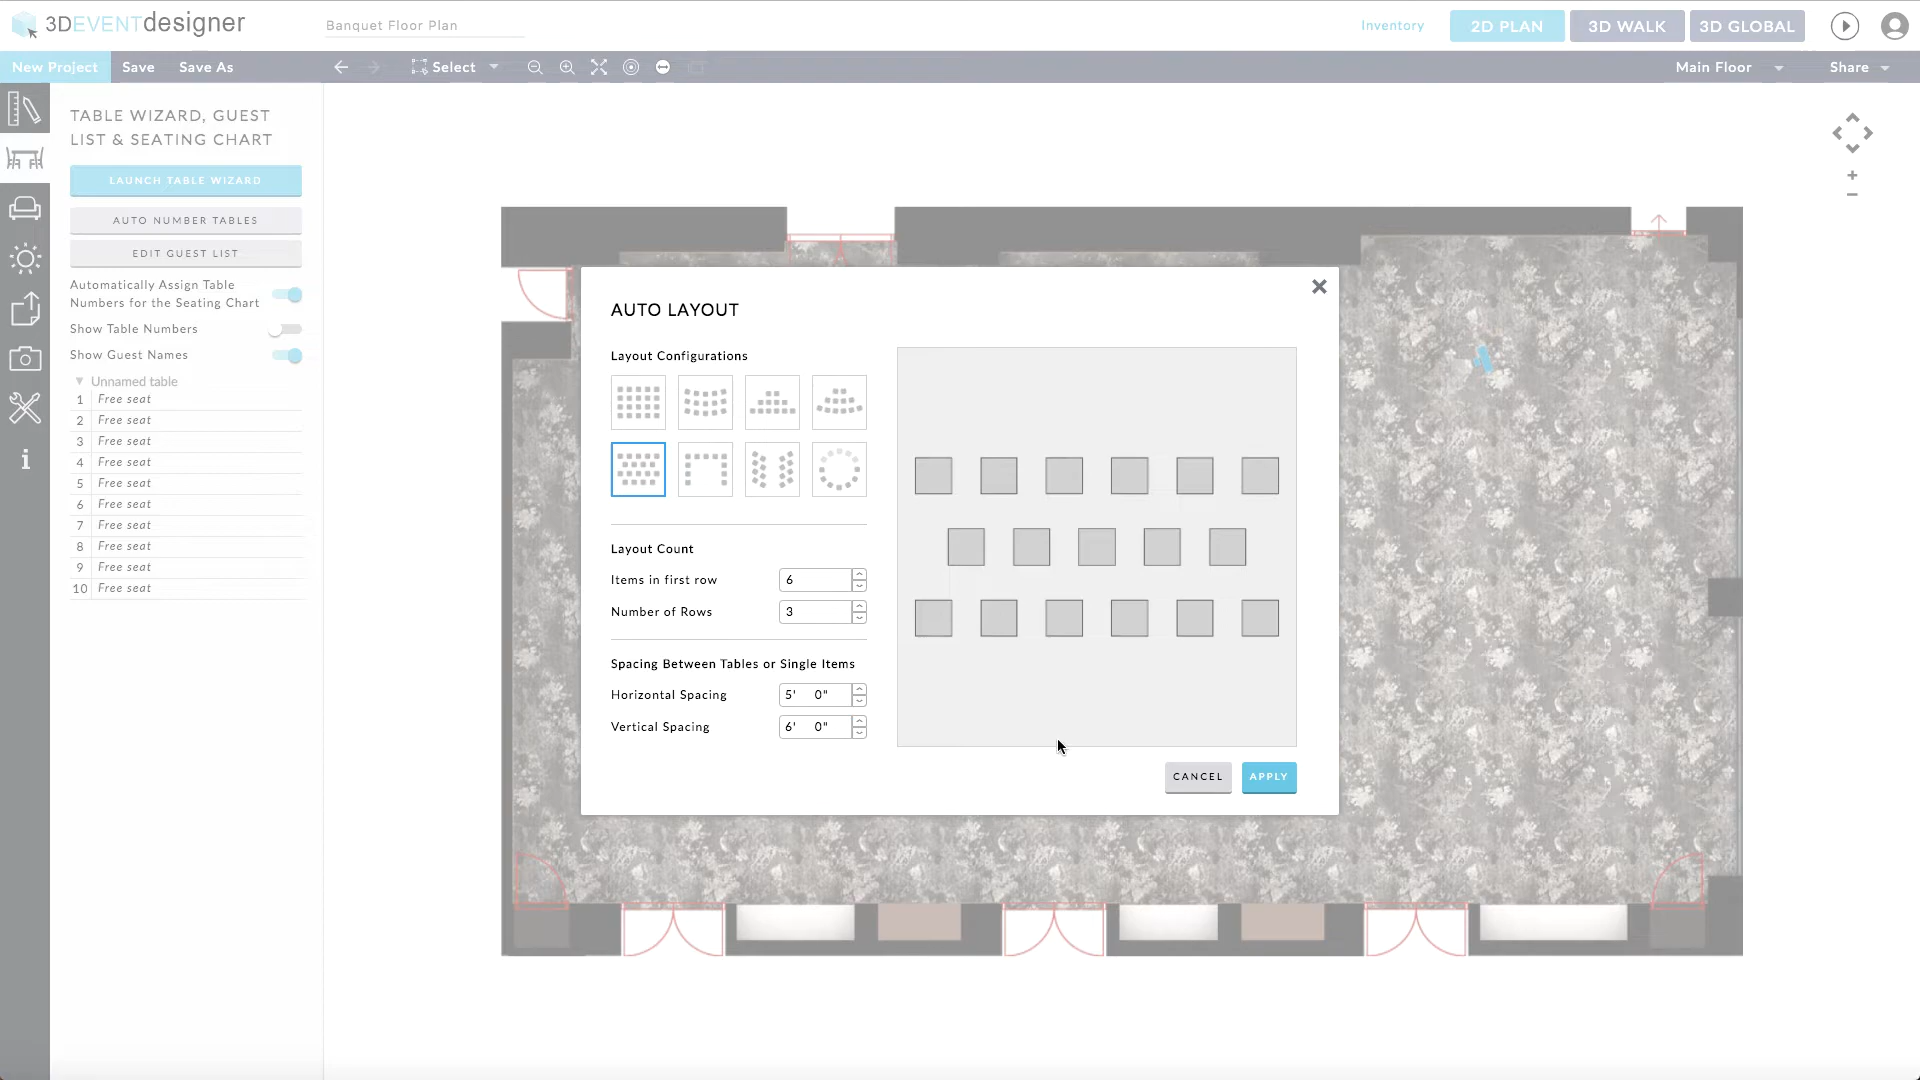 3DEVENTdesigner
Banquet Floor Plan
Inventory
2D PLAN
3D WALK
3D GLOBAL
New Project
Save
Save As
Select
Main Floor
Share
TABLE WIZARD, GUEST
LIST & SEATING CHART
LAUNCH TABLE WIZARD
AUTO NUMBER TABLES
EDIT GUEST LIST
Automatically Assign Table
Numbers for the Seating Chart
Show Table Numbers
Show Guest Names
Unnamed table
1 Free seat
2 Free seat
3 Free seat
4 Free seat
5 Free seat
6 Free seat
7 Free seat
8 Free seat
9 Free seat
10 Free seat
AUTO LAYOUT
Layout Configurations
Layout Count
Items in first row 6
Number of Rows 3
Spacing Between Tables or Single Items
Horizontal Spacing 5' 0"
Vertical Spacing 6' 0"
CANCEL
APPLY